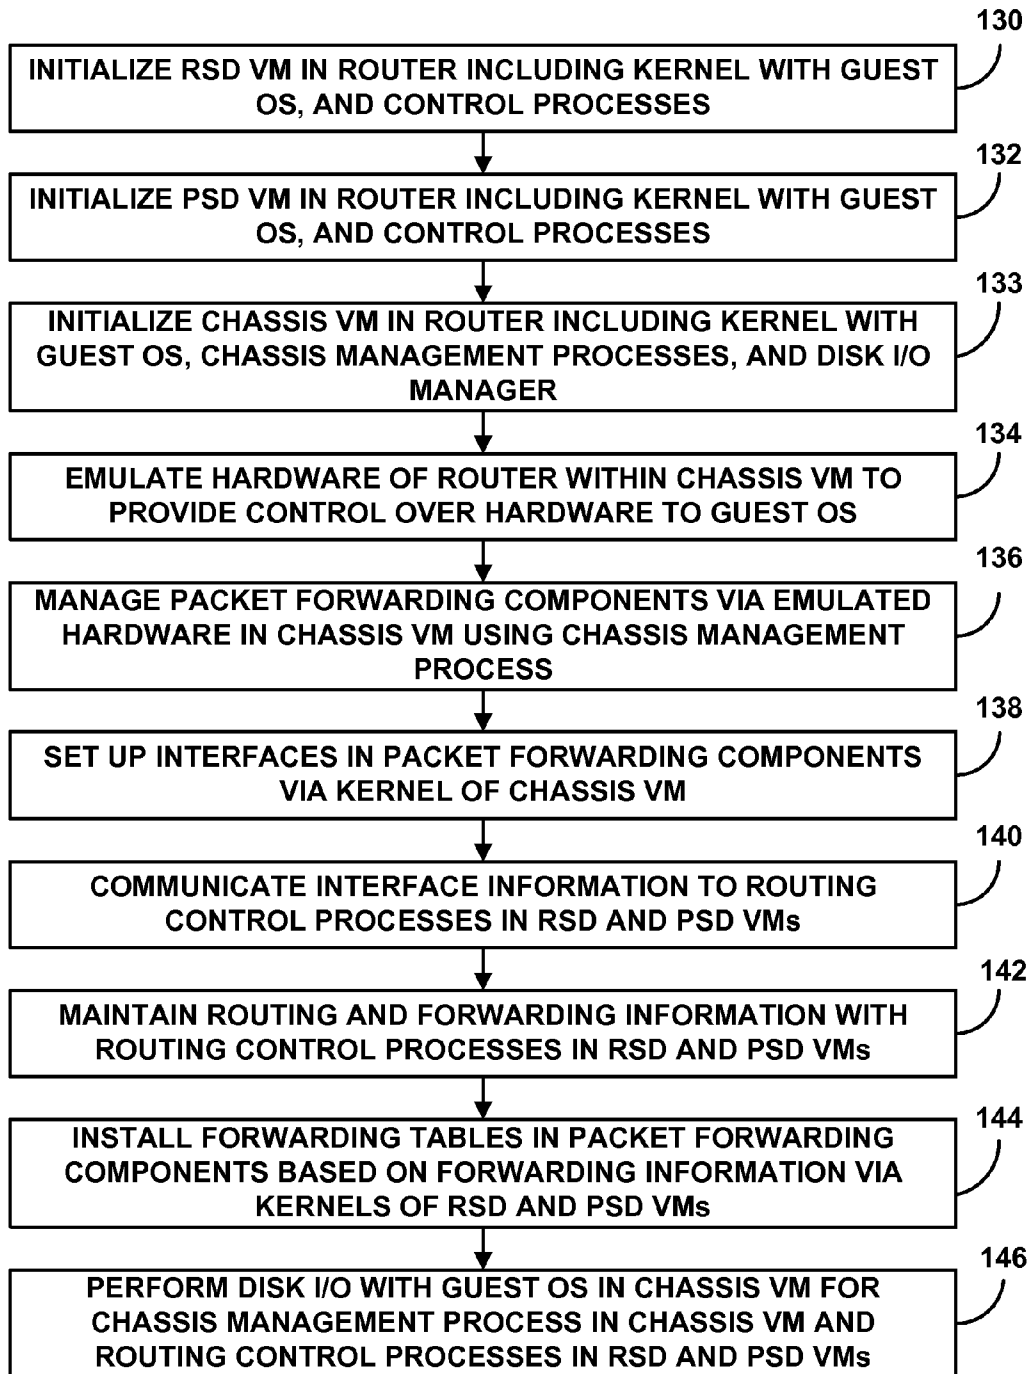 130
INITIALIZE RSD VM IN ROUTER INCLUDING KERNEL WITH GUEST
OS, AND CONTROL PROCESSES
132
INITIALIZE PSD VM IN ROUTER INCLUDING KERNEL WITH GUEST
OS, AND CONTROL PROCESSES
133
INITIALIZE CHASSIS VM IN ROUTER INCLUDING KERNEL WITH
GUEST OS, CHASSIS MANAGEMENT PROCESSES, AND DISK I/O
MANAGER
134
EMULATE HARDWARE OF ROUTER WITHIN CHASSIS VM TO
PROVIDE CONTROL OVER HARDWARE TO GUEST OS
136
MANAGE PACKET FORWARDING COMPONENTS VIA EMULATED
HARDWARE IN CHASSIS VM USING CHASSIS MANAGEMENT
PROCESS
138
SET UP INTERFACES IN PACKET FORWARDING COMPONENTS
VIA KERNEL OF CHASSIS VM
140
COMMUNICATE INTERFACE INFORMATION TO ROUTING
CONTROL PROCESSES IN RSD AND PSD VMs
142
MAINTAIN ROUTING AND FORWARDING INFORMATION WITH
ROUTING CONTROL PROCESSES IN RSD AND PSD VMs
144
INSTALL FORWARDING TABLES IN PACKET FORWARDING
COMPONENTS BASED ON FORWARDING INFORMATION VIA
KERNELS OF RSD AND PSD VMs
146
PERFORM DISK I/O WITH GUEST OS IN CHASSIS VM FOR
CHASSIS MANAGEMENT PROCESS IN CHASSIS VM AND
ROUTING CONTROL PROCESSES IN RSD AND PSD VMs